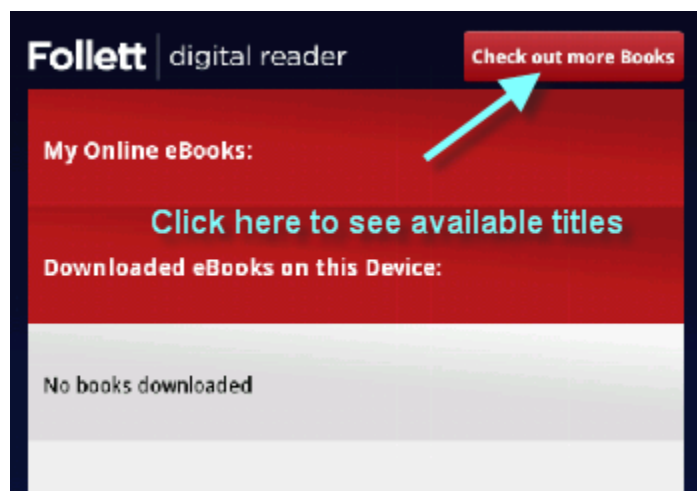 Follett digital reader
Check out more Books
My Online eBooks:
Click here to see available titles
Downloaded eBooks on this Device:
No books downloaded